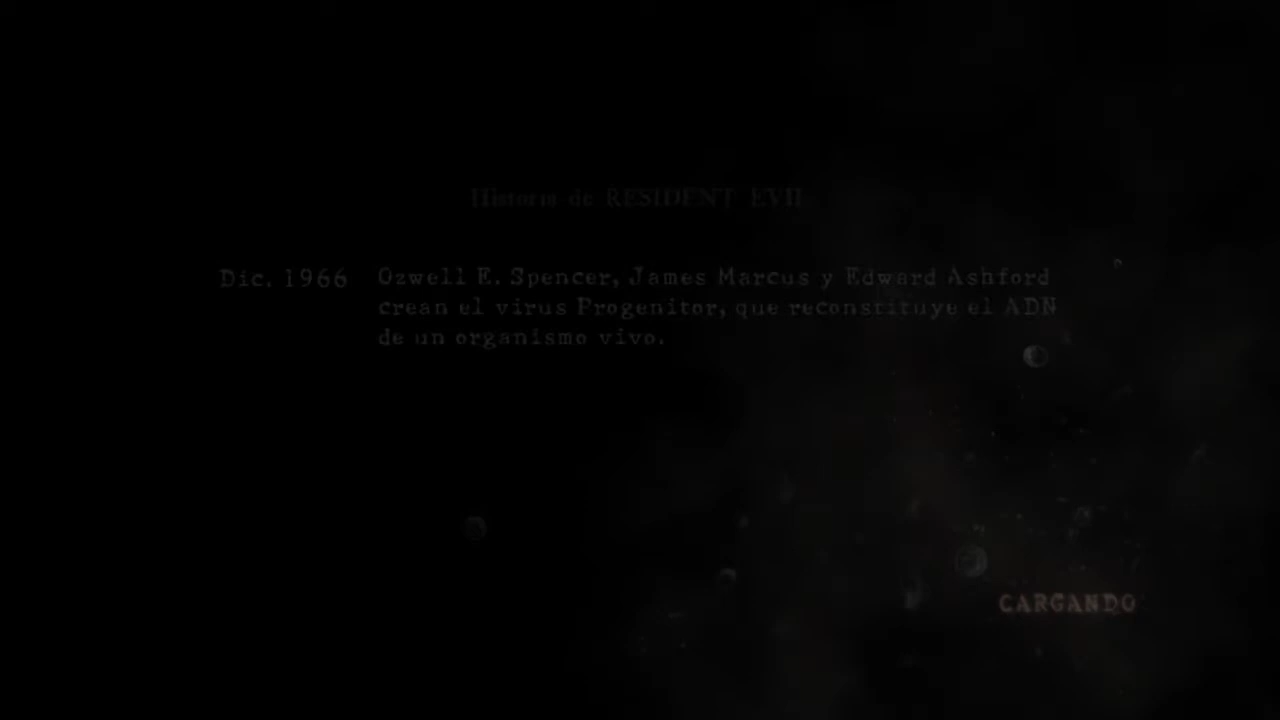 Historia de RESIDENT EVIL
Dic. 1966 Ozwell E. Spencer, James Marcus y Edward Ashford
crean el virus Progenitor, que reconstituye el ADN
de un organismo vivo.
CARGANDO